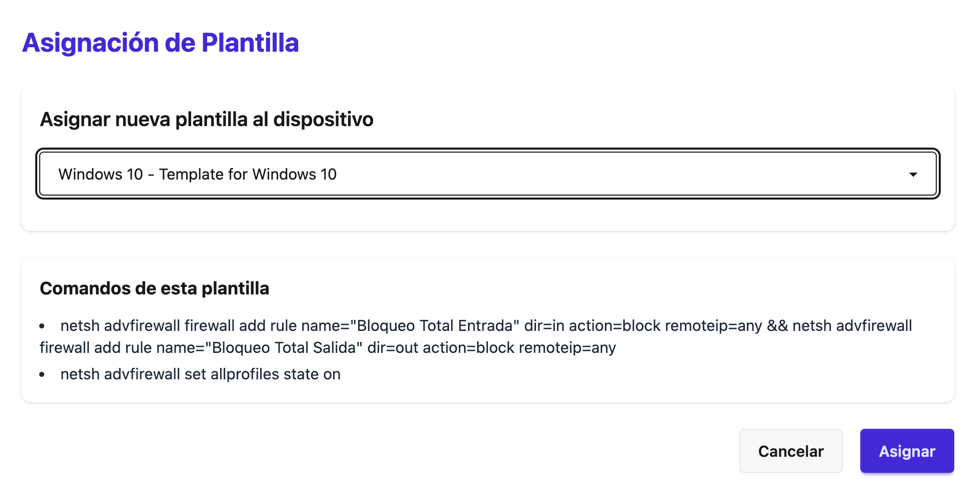 Asignación de Plantilla
Asignar nueva plantilla al dispositivo
Windows 10 - Template for Windows 10
Comandos de esta plantilla
• netsh advfirewall firewall add rule name="Bloqueo Total Entrada" dir=in action=block remoteip=any && netsh advfirewall
firewall add rule name="Bloqueo Total Salida" dir=out action=block remoteip=any
• netsh advfirewall set allprofiles state on
Cancelar
Asignar